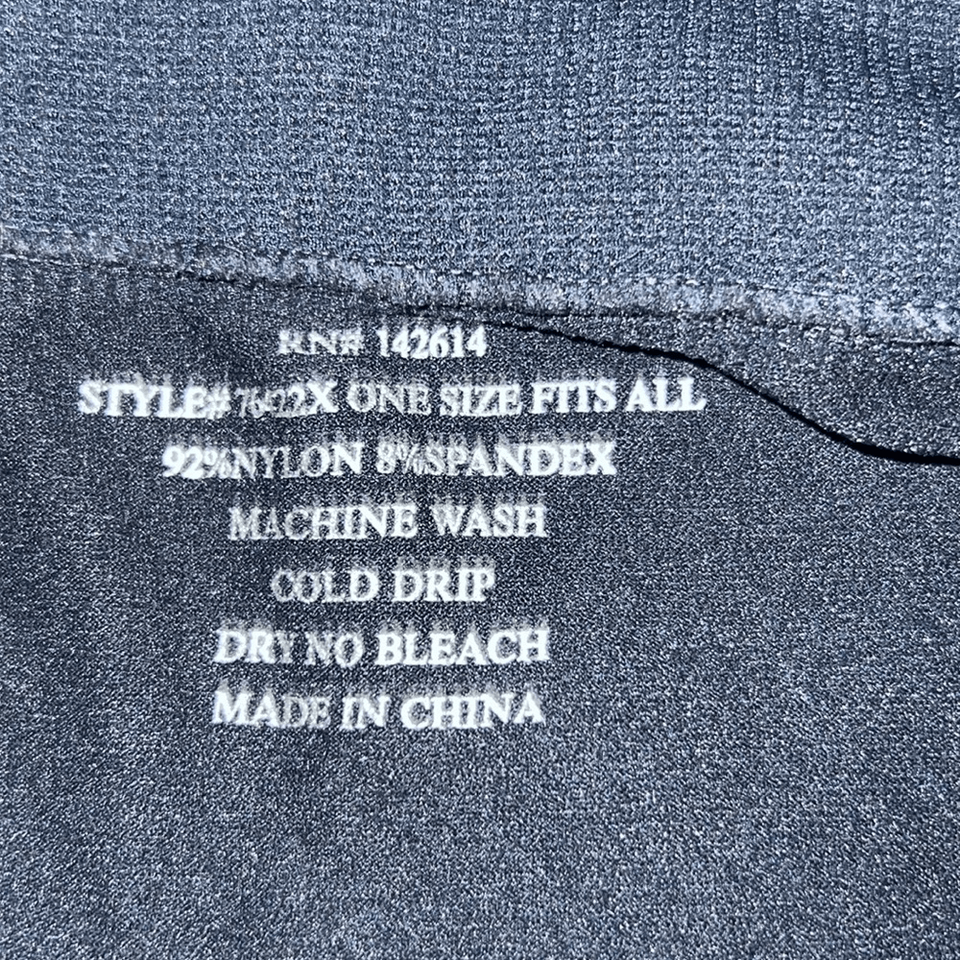 RN# 142614
STYLE# ONE SIZE FITS ALL
92%NYLON 8%SPANDEX
MACHINE WASH
COLD DRIP
DRY NO BLEACH
MADE IN CHINA